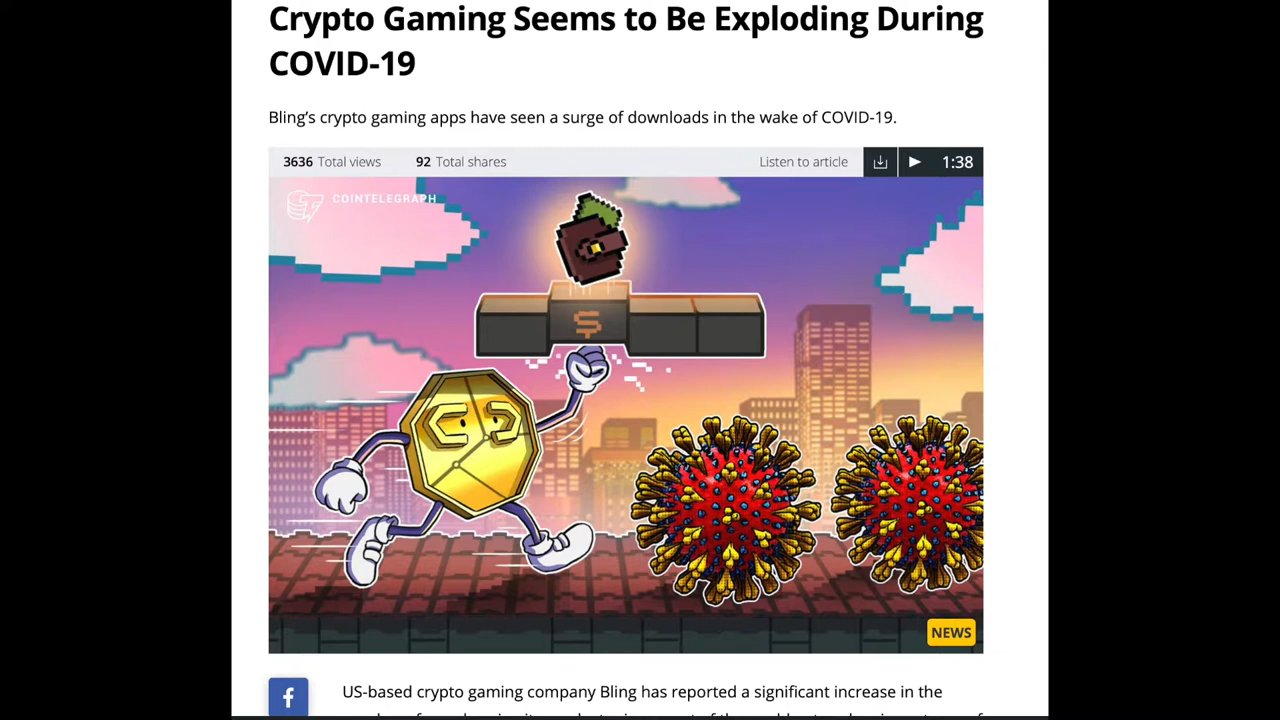 Crypto Gaming Seems to Be Exploding During
COVID-19
Bling's crypto gaming apps have seen a surge of downloads in the wake of COVID-19.
3636 Total views 92 Total shares Listen to article 1:38
COINTELEGRAPH
$
NEWS
f US-based crypto gaming company Bling has reported a significant increase in the